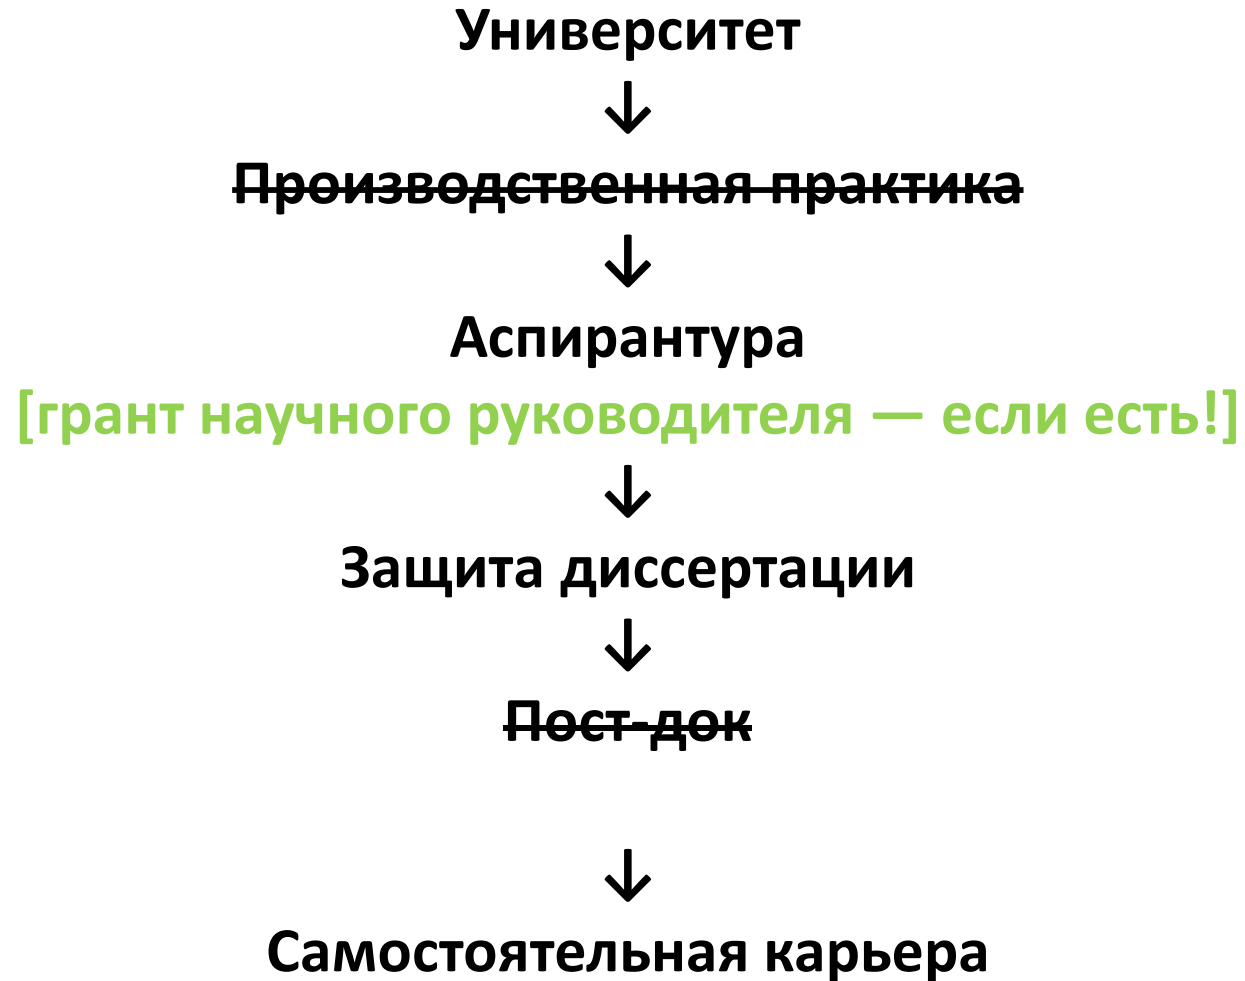 Университет
↓
Производственная практика
↓
Аспирантура
[грант научного руководителя — если есть!]
↓
Защита диссертации
↓
Пост-док
↓
Самостоятельная карьера